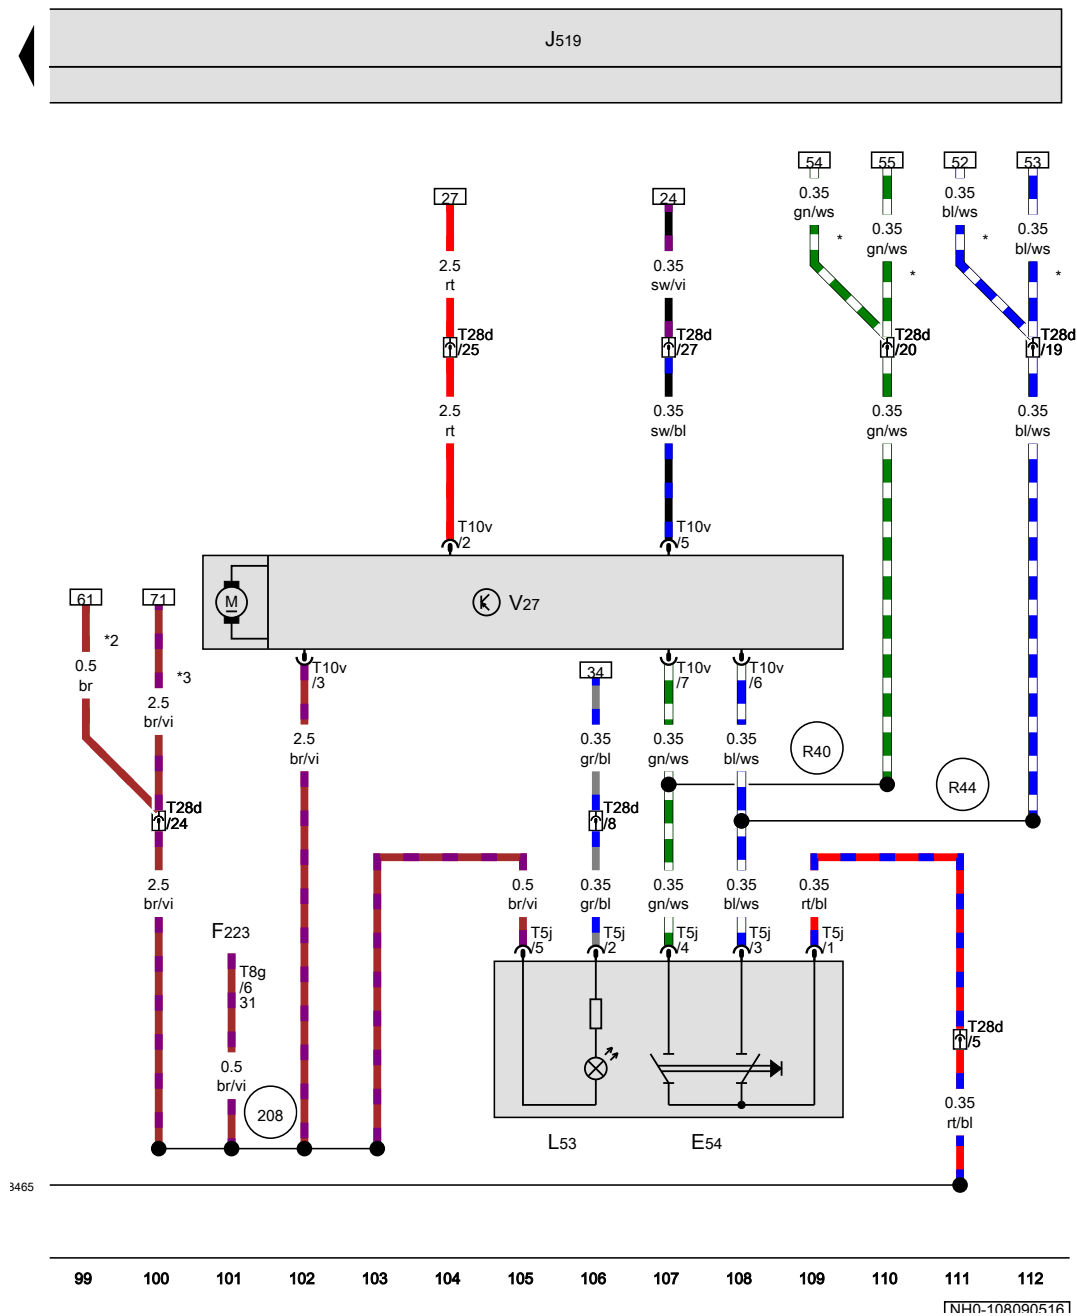 J519
54
55
52
53
0.35
gn/ws
*
0.35
gn/ws
*
0.35
bl/ws
*
0.35
bl/ws
*
27
24
2.5
rt
0.35
sw/vi
T28d
/25
T28d
/27
T28d
/20
T28d
/19
2.5
rt
0.35
sw/bl
0.35
gn/ws
0.35
bl/ws
T10v
/2
T10v
/5
M
V27
61
71
*2
*3
0.5
br
2.5
br/vi
T10v
/3
34
T10v
/7
T10v
/6
2.5
br/vi
0.35
gr/bl
0.35
gn/ws
0.35
bl/ws
R40
R44
T28d
/24
T28d
/8
2.5
br/vi
0.5
br/vi
0.35
gr/bl
0.35
gn/ws
0.35
bl/ws
0.35
rt/bl
F223
T8g
/6
31
T5j
/5
T5j
/2
T5j
/4
T5j
/3
T5j
/1
T28d
/5
0.5
br/vi
208
0.35
rt/bl
L53
E54
3465
99 100 101 102 103 104 105 106 107 108 109 110 111 112
NH0-108090516